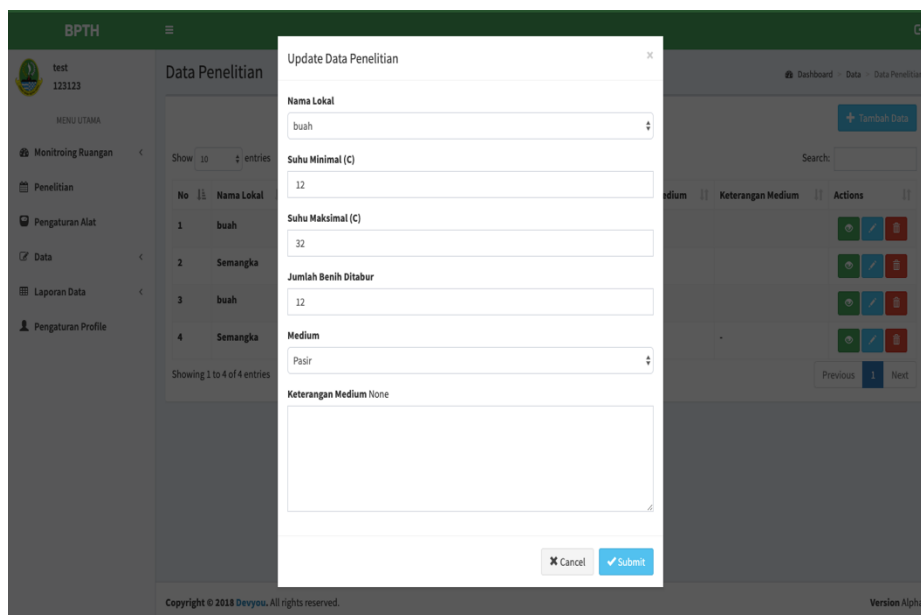 BPTH
test
123123
MENU UTAMA
Monitroing Ruangan
Penelitian
Pengaturan Alat
Data
Laporan Data
Pengaturan Profile
Data Penelitian
Dashboard > Data > Data Penelitian
Tambah Data
Show 10 entries
Search:
No Nama Lokal Keterangan Medium Actions
1 buah
2 Semangka
3 buah
4 Semangka -
Showing 1 to 4 of 4 entries
Previous 1 Next
Update Data Penelitian
×
Nama Lokal
buah
Suhu Minimal (C)
12
Suhu Maksimal (C)
32
Jumlah Benih Ditabur
12
Medium
Pasir
Keterangan Medium None
Cancel
Submit
Copyright © 2018 Devyou. All rights reserved.
Version Alpha